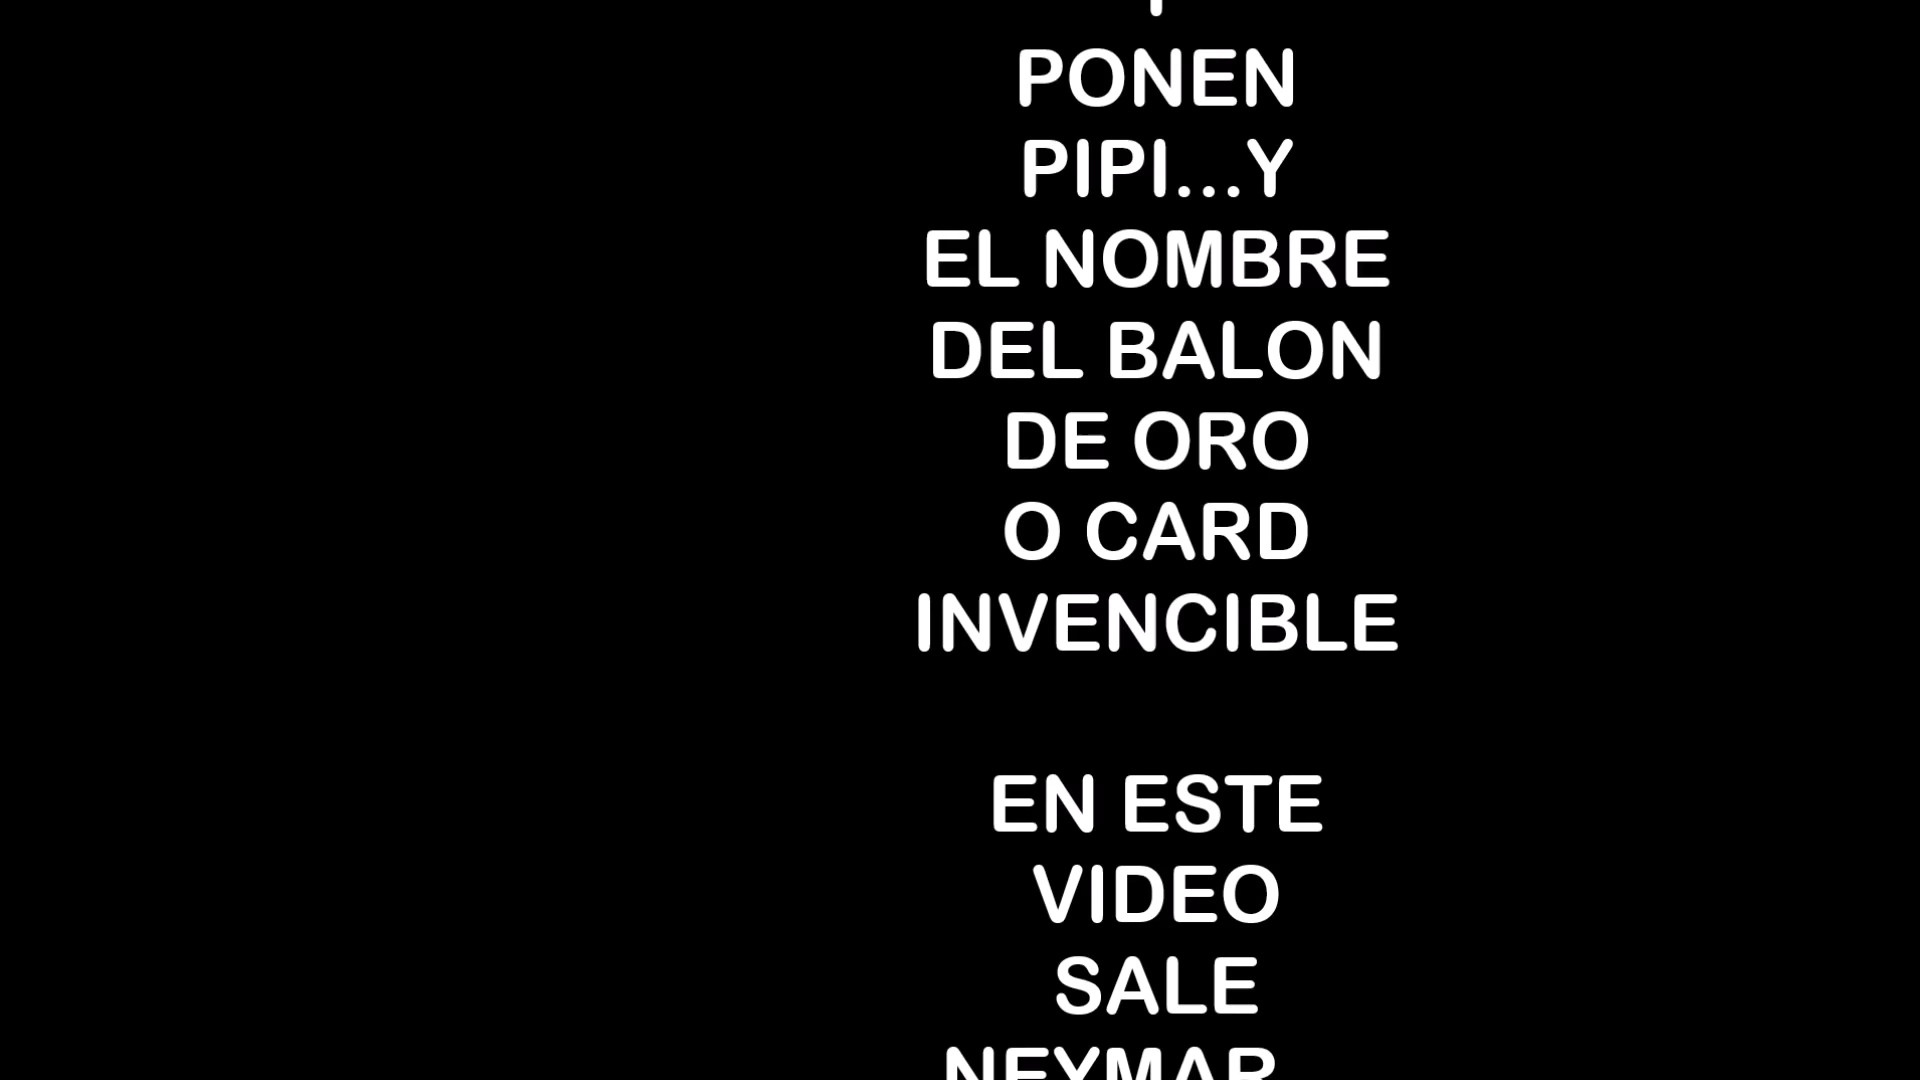 PONEN
PIPI...Y
EL NOMBRE
DEL BALON
DE ORO
O CARD
INVENCIBLE
EN ESTE
VIDEO
SALE
NEYMAR